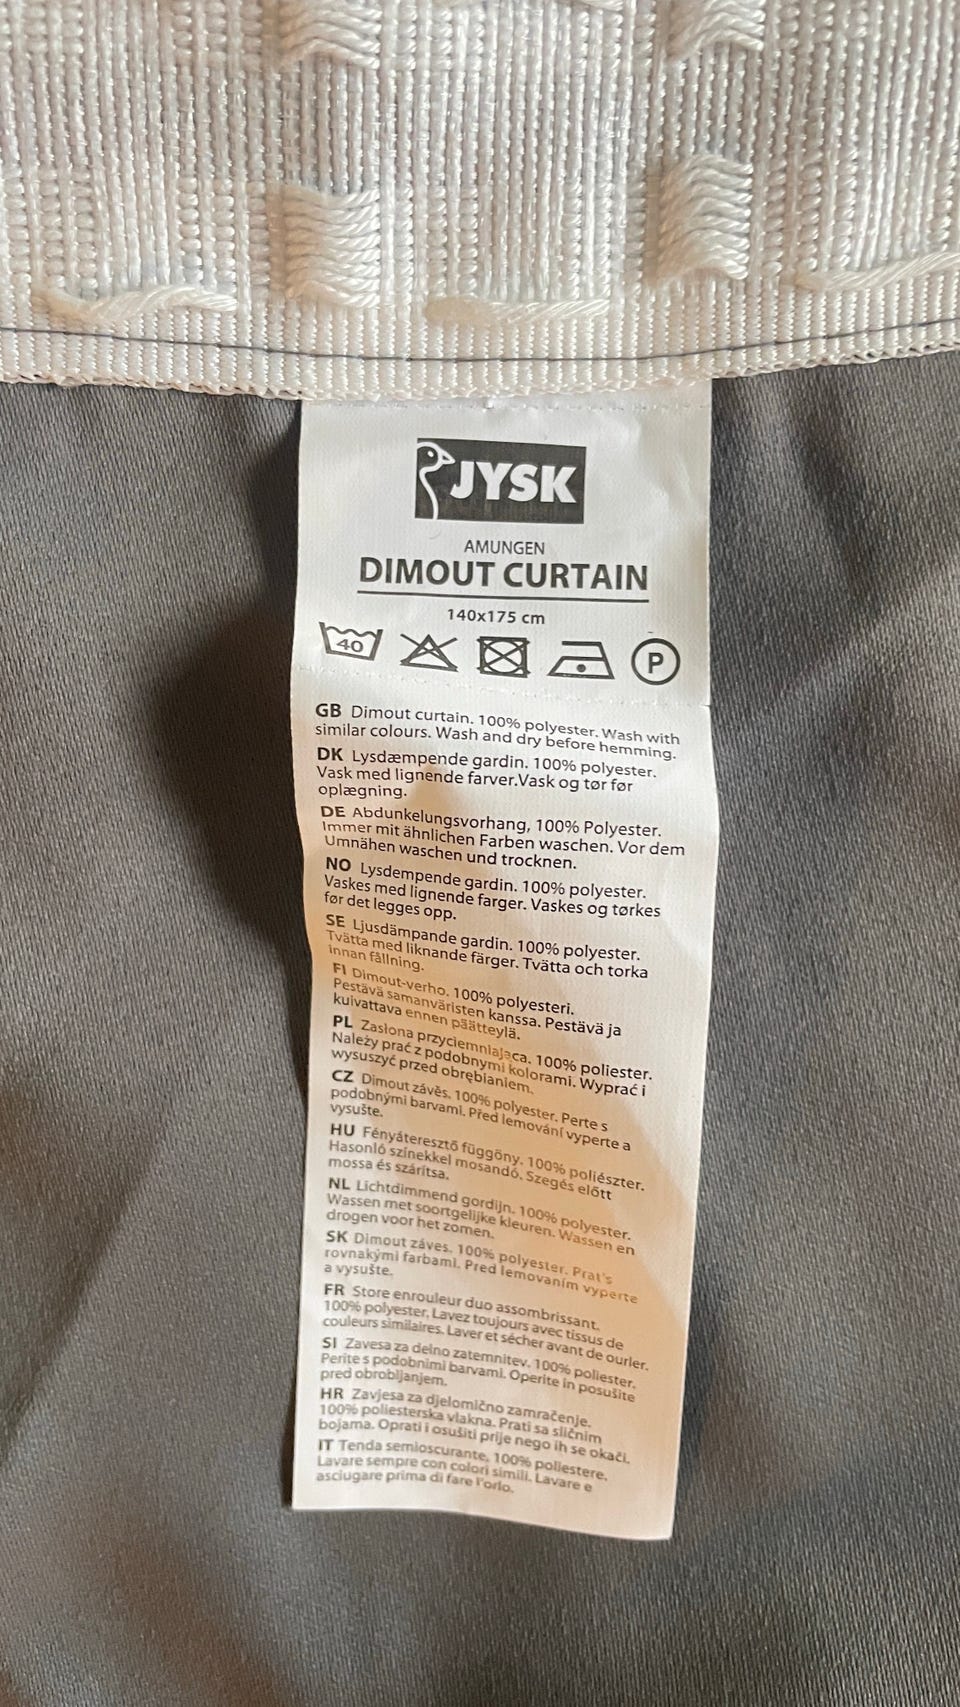 JYSK
AMUNGEN
DIMOUT CURTAIN
140x175 cm
40 P
GB Dimout curtain. 100% polyester. Wash with
similar colours. Wash and dry before hemming.
DK Lysdæmpende gardin. 100% polyester.
Vask med lignende farver.Vask og tør før
oplægning.
DE Abdunkelungsvorhang, 100% Polyester.
Immer mit ähnlichen Farben waschen. Vor dem
Umnähen waschen und trocknen.
NO Lysdempende gardin. 100% polyester.
Vaskes med lignende farger. Vaskes og tørkes
før det legges opp.
SE Ljusdämpande gardin. 100% polyester.
Tvätta med liknande färger. Tvätta och torka
innan fållning.
FI Dimout-verho. 100% polyesteri.
Pestävä samanväristen kanssa. Pestävä ja
kuivattava ennen päätteylä.
PL Zasłona przyciemniająca. 100% poliester.
Należy prać z podobnymi kolorami. Wyprać i
wysuszyć przed obrębianiem.
CZ Dimout závěs. 100% polyester. Perte s
podobnými barvami. Před lemování vyperte a
vysušte.
HU Fényáteresztő függöny. 100% poliészter.
Hasonló színekkel mosandó. Szegés előtt
mossa és szárítsa.
NL Lichtdimmend gordijn. 100% polyester.
Wassen met soortgelijke kleuren. Wassen en
drogen voor het zomen.
SK Dimout záves. 100% polyester. Prat's
rovnakými farbami. Pred lemovaním vyperte
a vysušte.
FR Store enrouleur duo assombrissant.
100% polyester. Lavez toujours avec tissus de
couleurs similaires. Laver et sécher avant de ourler.
SI Zavesa za delno zatemnitev. 100% poliester.
Perite s podobnimi barvami. Operite in posušite
pred obrobljanjem.
HR Zavjesa za djelomično zamračenje.
100% poliesterska vlakna. Prati sa sličnim
bojama. Oprati i osušiti prije nego ih se okači.
IT Tenda semioscurante. 100% poliestere.
Lavare sempre con colori simili. Lavare e
asciugare prima di fare l'orlo.